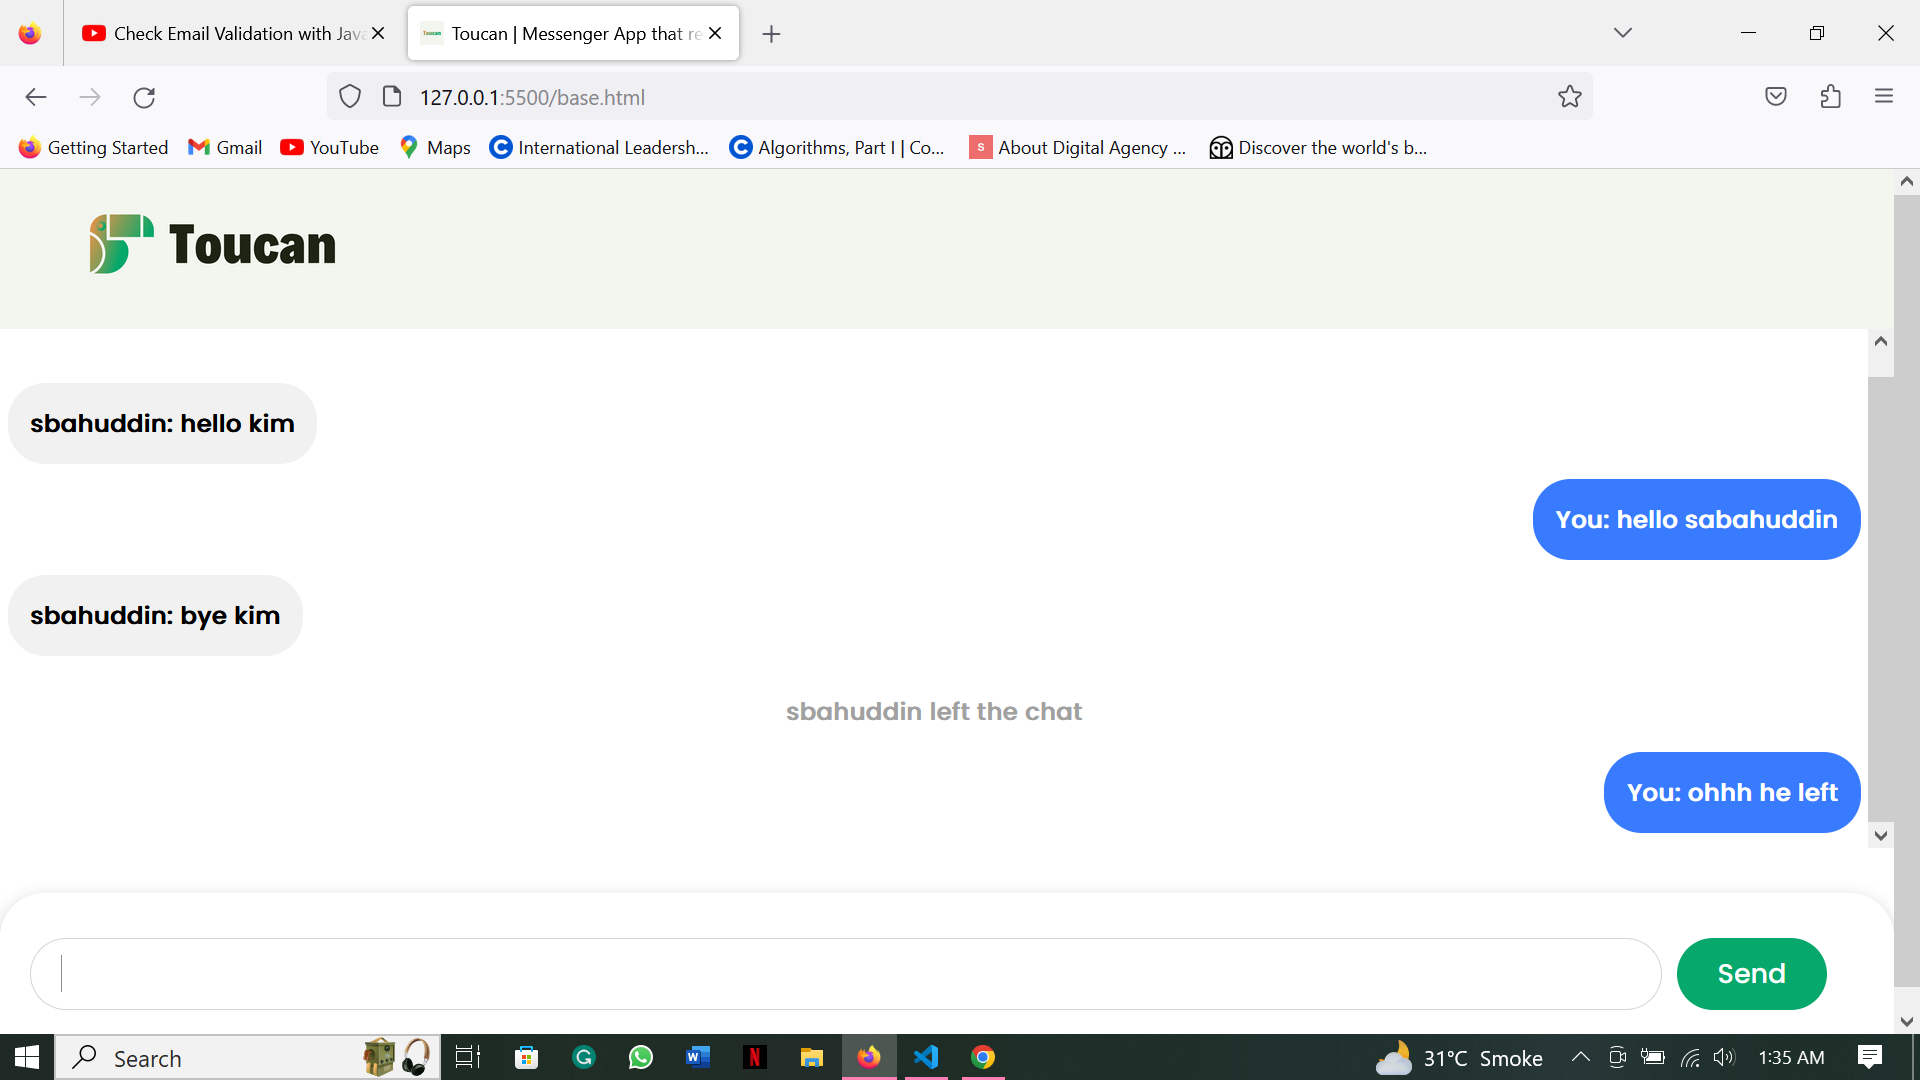 Check Email Validation with Java
Toucan | Messenger App that re
127.0.0.1:5500/base.html
Getting Started Gmail YouTube Maps International Leadersh... Algorithms, Part I | Co... S About Digital Agency ... Discover the world's b...
Toucan
sbahuddin: hello kim
You: hello sabahuddin
sbahuddin: bye kim
sbahuddin left the chat
You: ohhh he left
Send
Search 31°C Smoke 1:35 AM